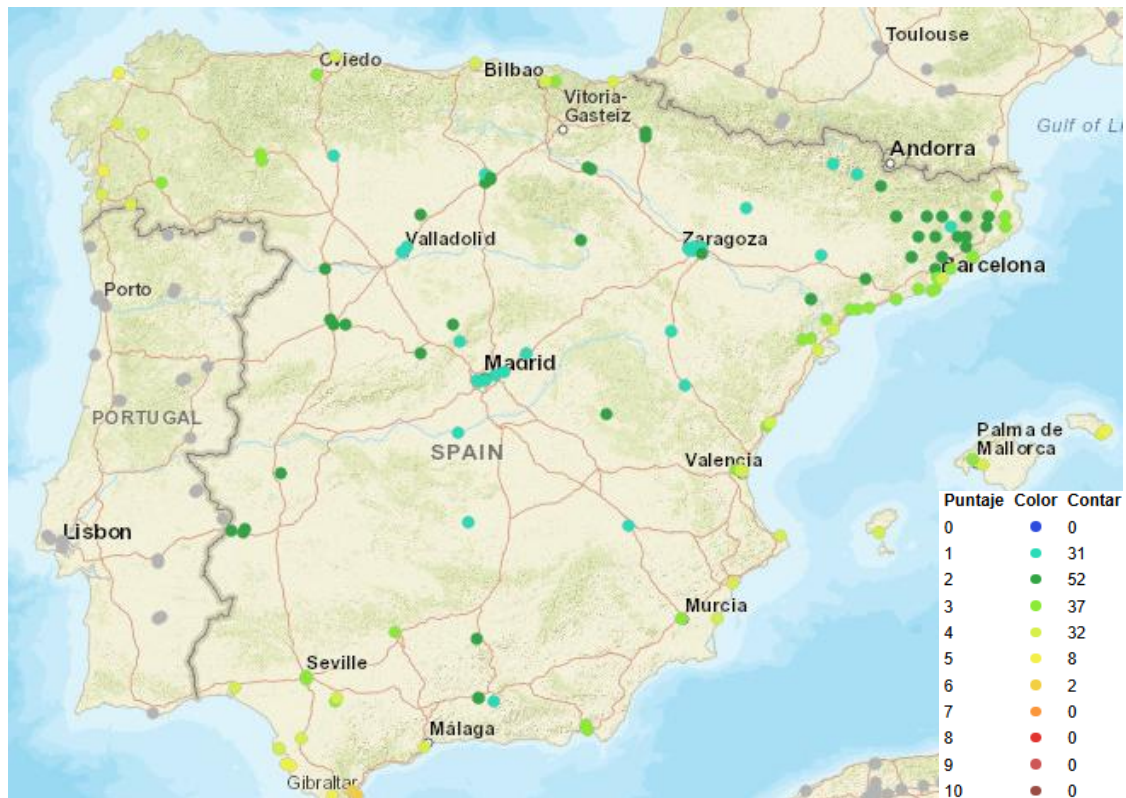 Toulouse
Oviedo
Bilbao
Vitoria-
Gasteiz
Gulf of Li
Andorra
Valladolid
Zaragoza
Barcelona
Porto
Madrid
PORTUGAL
SPAIN
Palma de
Mallorca
Valencia
Lisbon
Murcia
Seville
Málaga
Gibraltar
Puntaje Color Contar
0 0
1 31
2 52
3 37
4 32
5 8
6 2
7 0
8 0
9 0
10 0